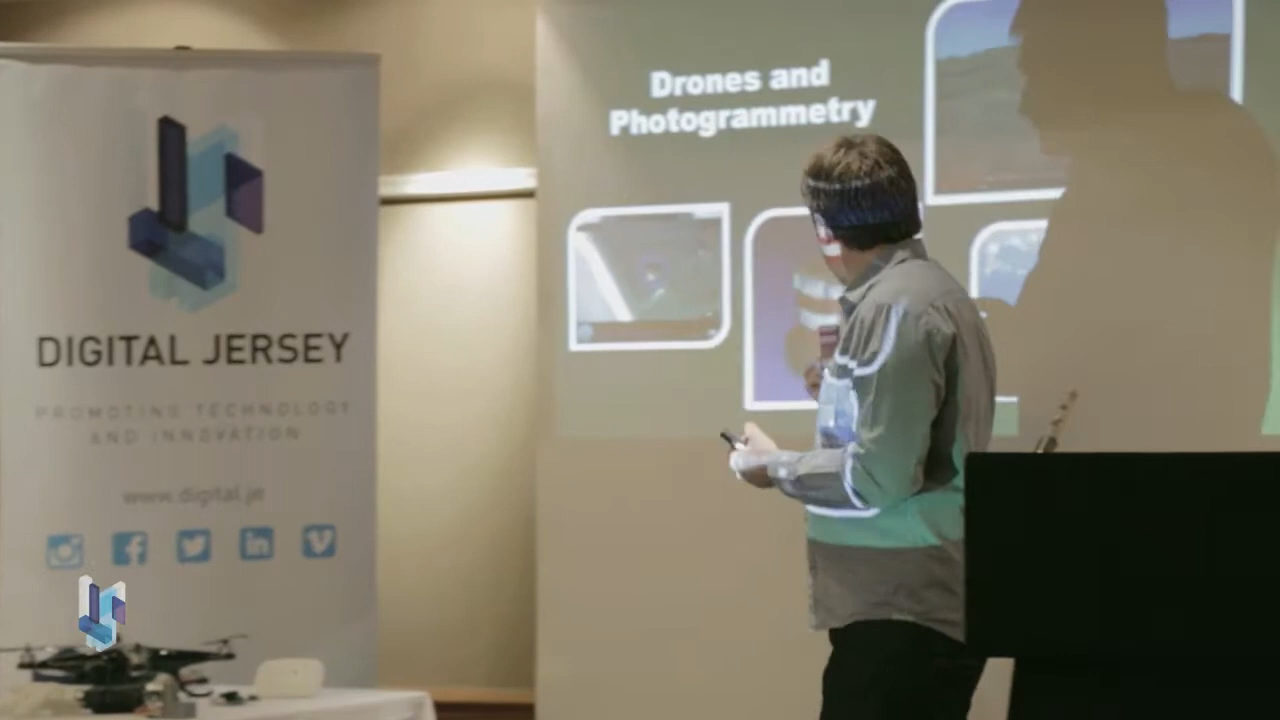 DIGITAL JERSEY
PROMOTING TECHNOLOGY
AND INNOVATION
www.digital.je
Drones and
Photogrammetry